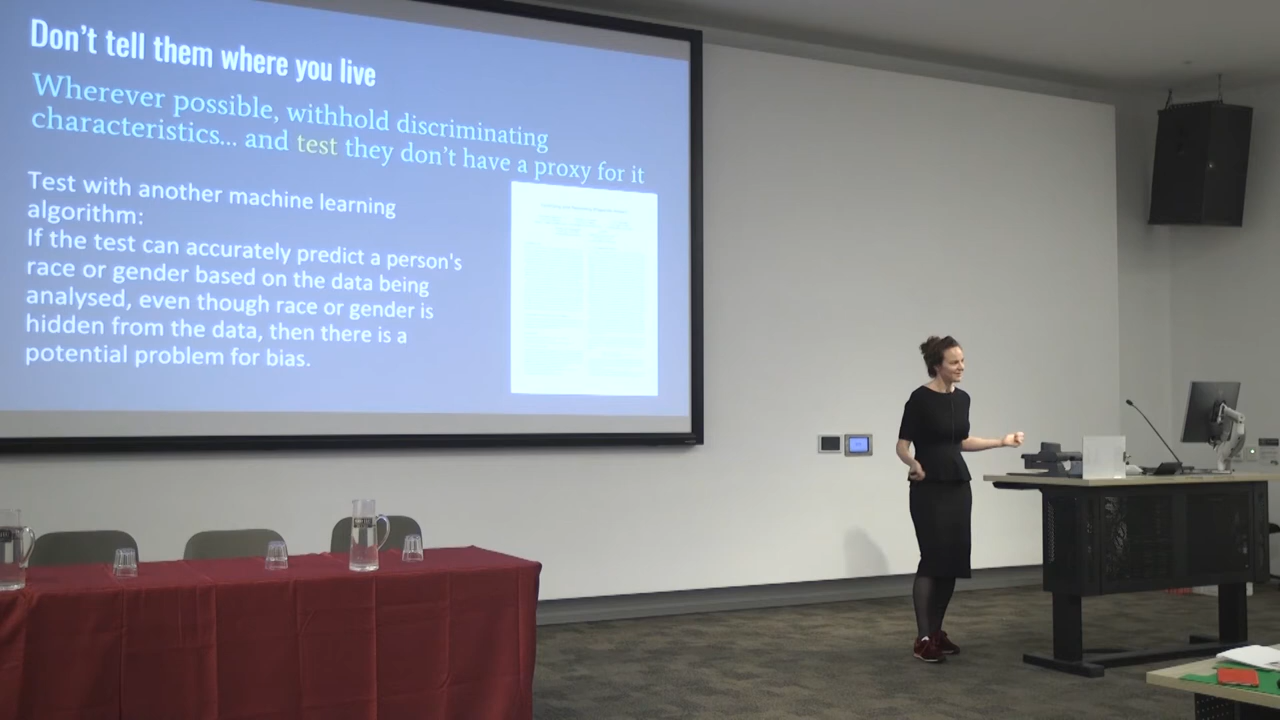 Don't tell them where you live
Wherever possible, withhold discriminating
characteristics... and test they don't have a proxy for it
Test with another machine learning
algorithm:
If the test can accurately predict a person's
race or gender based on the data being
analysed, even though race or gender is
hidden from the data, then there is a
potential problem for bias.